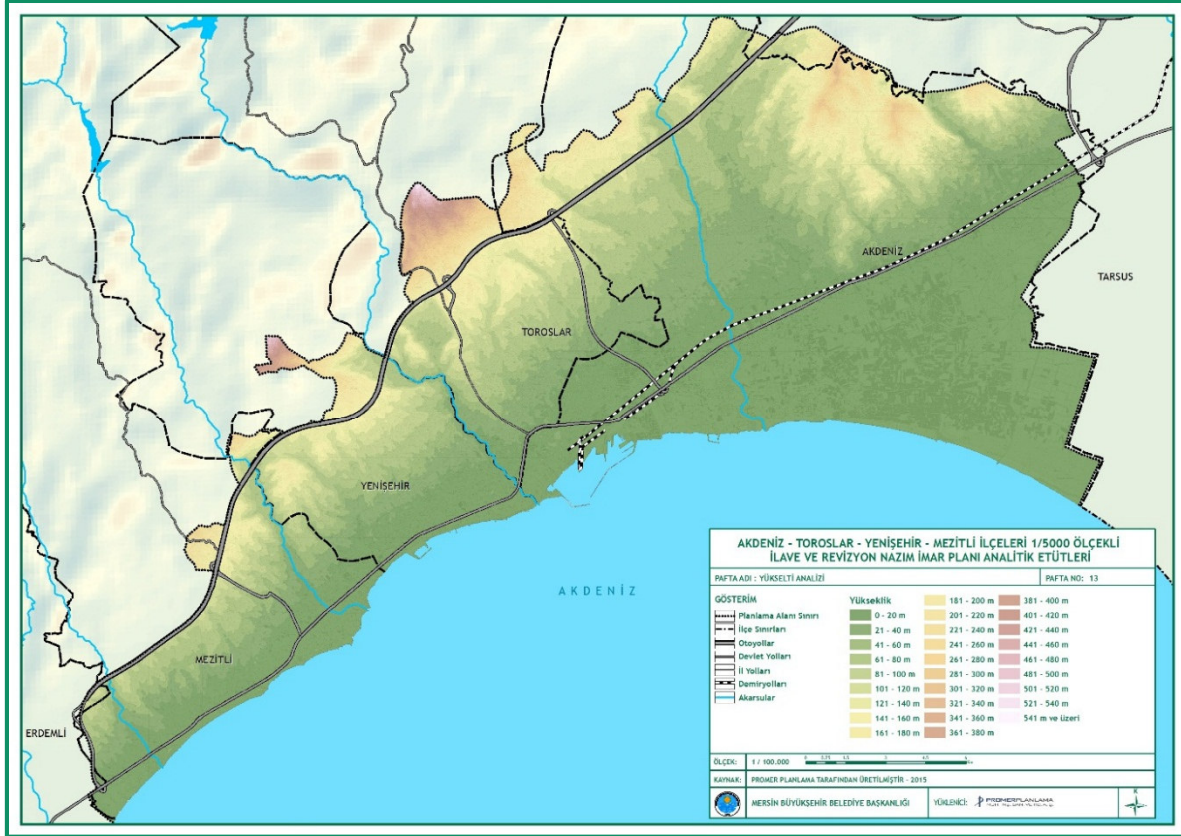 AKDENİZ
TARSUS
TOROSLAR
YENİŞEHİR
AKDENİZ
MEZİTLİ
ERDEMLİ
AKDENİZ - TOROSLAR - YENİŞEHİR - MEZİTLİ İLÇELERİ 1/5000 ÖLÇEKLİ
İLAVE VE REVİZYON NAZIM İMAR PLANI ANALİTİK ETÜTLERİ
PAFTA ADI : YÜKSELTİ ANALİZİ
PAFTA NO: 13
GÖSTERİM
Planlama Alanı Sınırı
İlçe Sınırları
Otoyollar
Devlet Yolları
İl Yolları
Demiryolları
Akarsular
Yükseklik
0 - 20 m
21 - 40 m
41 - 60 m
61 - 80 m
81 - 100 m
101 - 120 m
121 - 140 m
141 - 160 m
161 - 180 m
181 - 200 m
201 - 220 m
221 - 240 m
241 - 260 m
261 - 280 m
281 - 300 m
301 - 320 m
321 - 340 m
341 - 360 m
361 - 380 m
381 - 400 m
401 - 420 m
421 - 440 m
441 - 460 m
461 - 480 m
481 - 500 m
501 - 520 m
521 - 540 m
541 m ve üzeri
ÖLÇEK: 1 / 100.000
KAYNAK: PROMER PLANLAMA TARAFINDAN ÜRETİLMİŞTİR - 2015
MERSİN BÜYÜKŞEHİR BELEDİYE BAŞKANLIĞI
YÜKLENİCİ: PROMERPLANLAMA
K